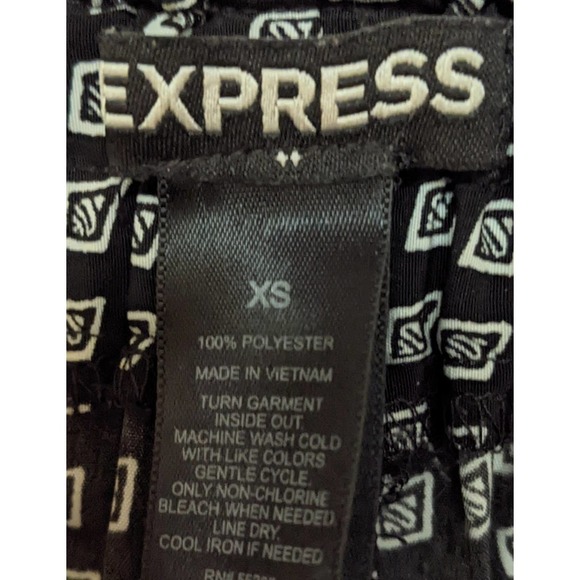 EXPRESS
XS
100% POLYESTER
MADE IN VIETNAM
TURN GARMENT
INSIDE OUT.
MACHINE WASH COLD
WITH LIKE COLORS
GENTLE CYCLE.
ONLY NON-CHLORINE
BLEACH WHEN NEEDED.
LINE DRY.
COOL IRON IF NEEDED